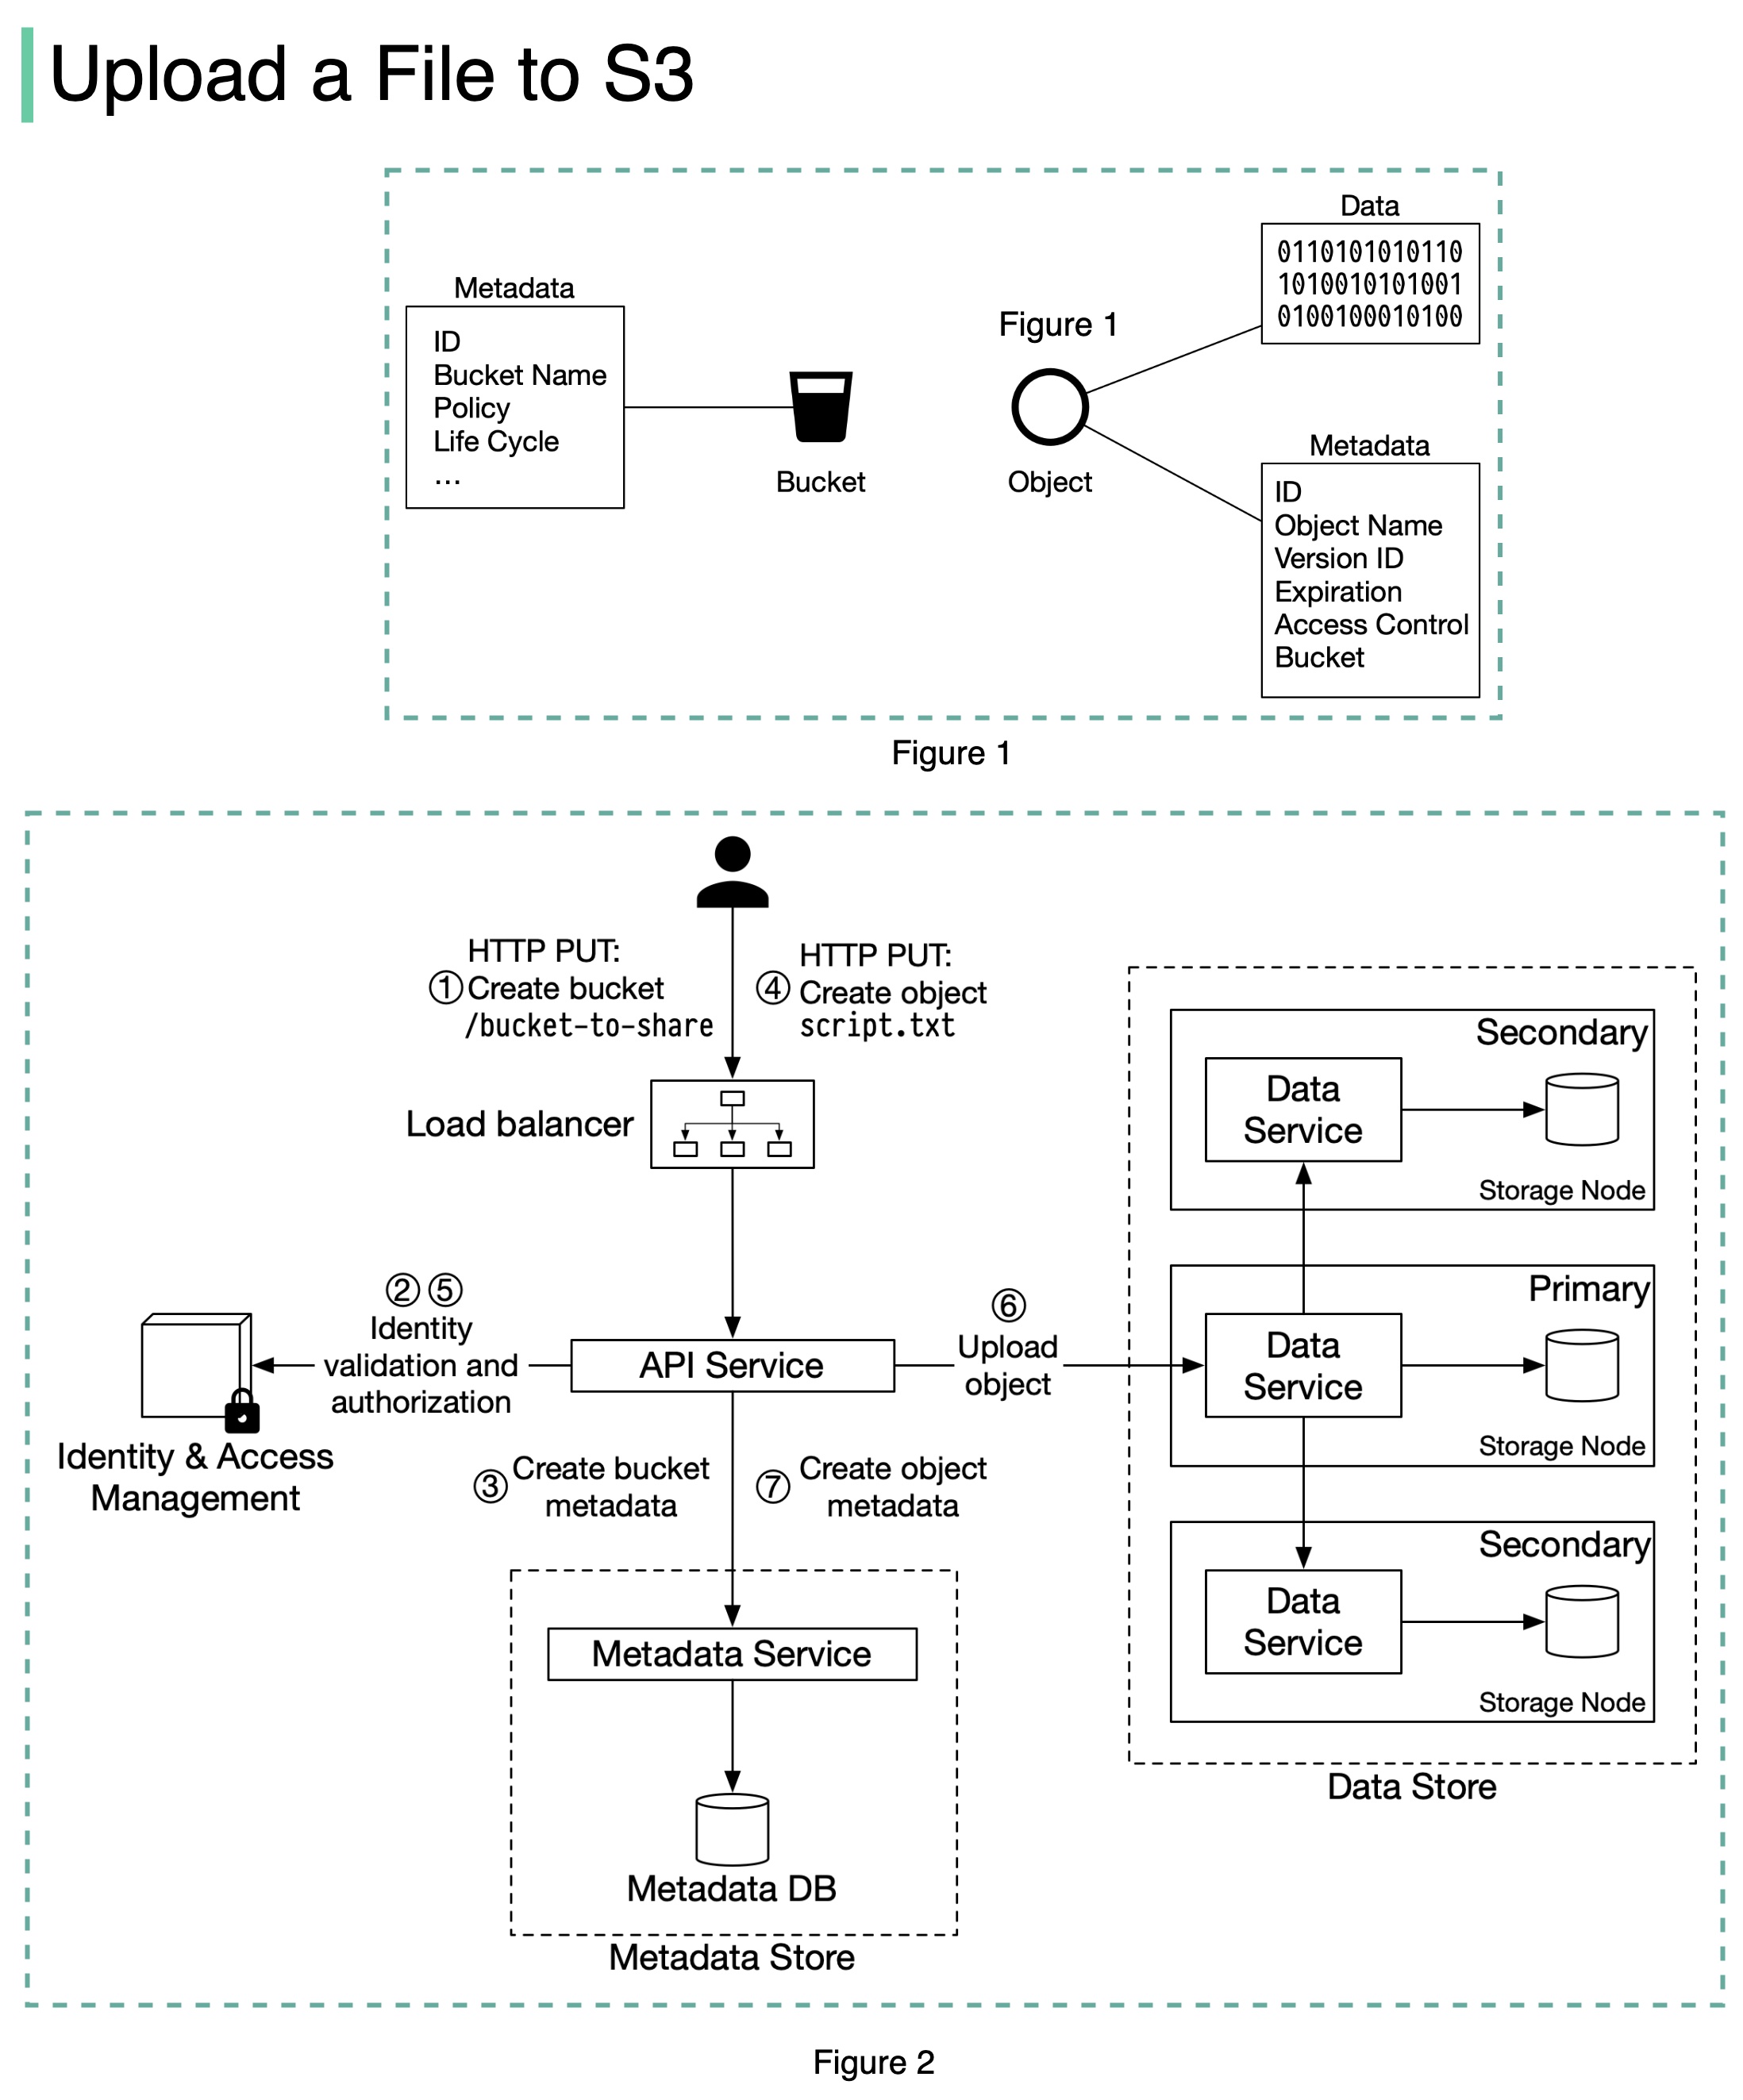 Upload a File to S3
Metadata
ID
Bucket Name
Policy
Life Cycle
...
Bucket
Figure 1
Object
Data
0110101010110
1010010101001
0100100010100
Metadata
ID
Object Name
Version ID
Expiration
Access Control
Bucket
Figure 1
HTTP PUT:
① Create bucket
/bucket-to-share
HTTP PUT:
④ Create object
script.txt
Load balancer
② ⑤
Identity
validation and
authorization
Identity & Access
Management
API Service
⑥
Upload
object
③ Create bucket
metadata
⑦ Create object
metadata
Metadata Service
Metadata DB
Metadata Store
Secondary
Data
Service
Storage Node
Primary
Data
Service
Storage Node
Secondary
Data
Service
Storage Node
Data Store
Figure 2